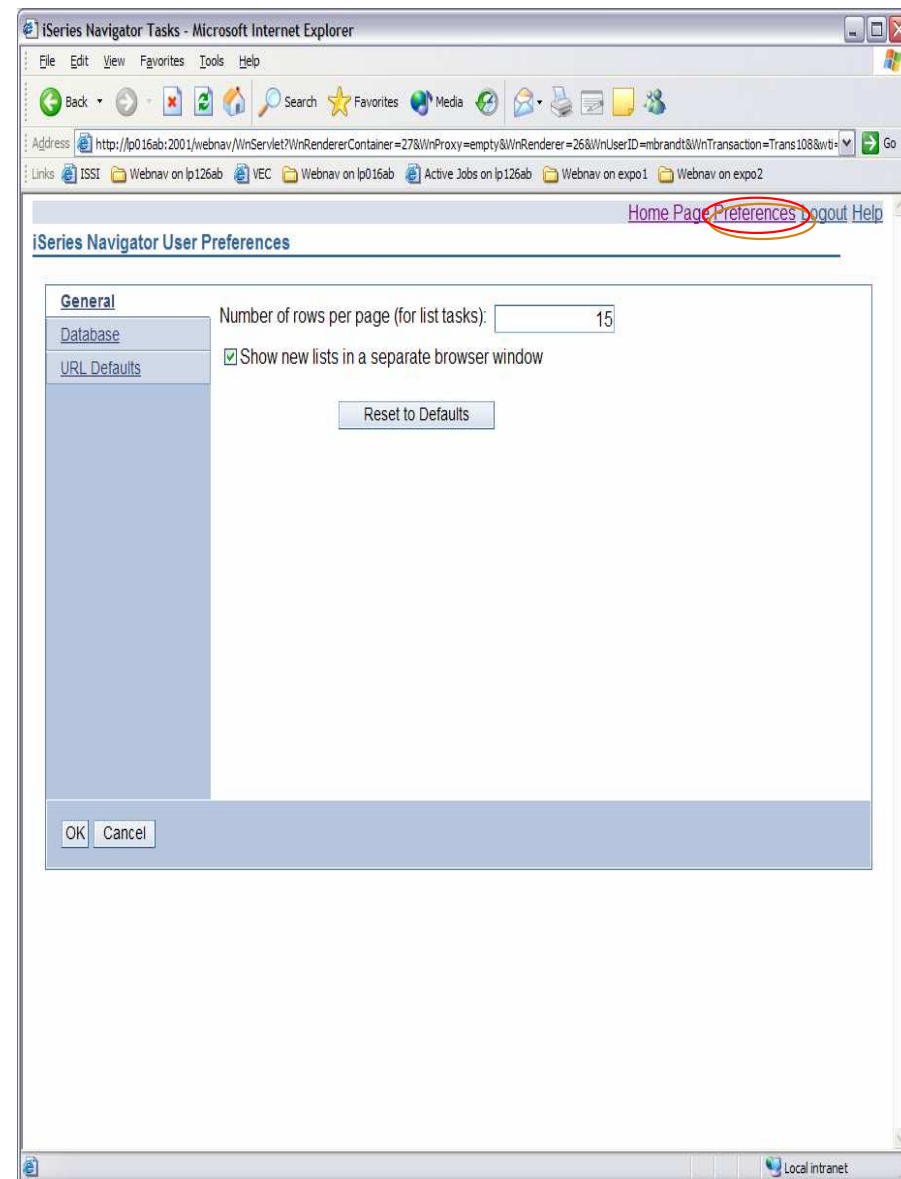 iSeries Navigator Tasks - Microsoft Internet Explorer
File Edit View Favorites Tools Help
Back Search Favorites Media
Address http://lp016ab:2001/webnav/WnServlet?WnRendererContainer=27&WnProxy=empty&WnRenderer=26&WnUserID=mbrandt&WnTransaction=Trans108&wti= Go
Links ISSI Webnav on lp126ab VEC Webnav on lp016ab Active Jobs on lp126ab Webnav on expo1 Webnav on expo2
Home Page Preferences Logout Help
iSeries Navigator User Preferences
General
Number of rows per page (for list tasks): 15
Database
Show new lists in a separate browser window
URL Defaults
Reset to Defaults
OK Cancel
Local intranet